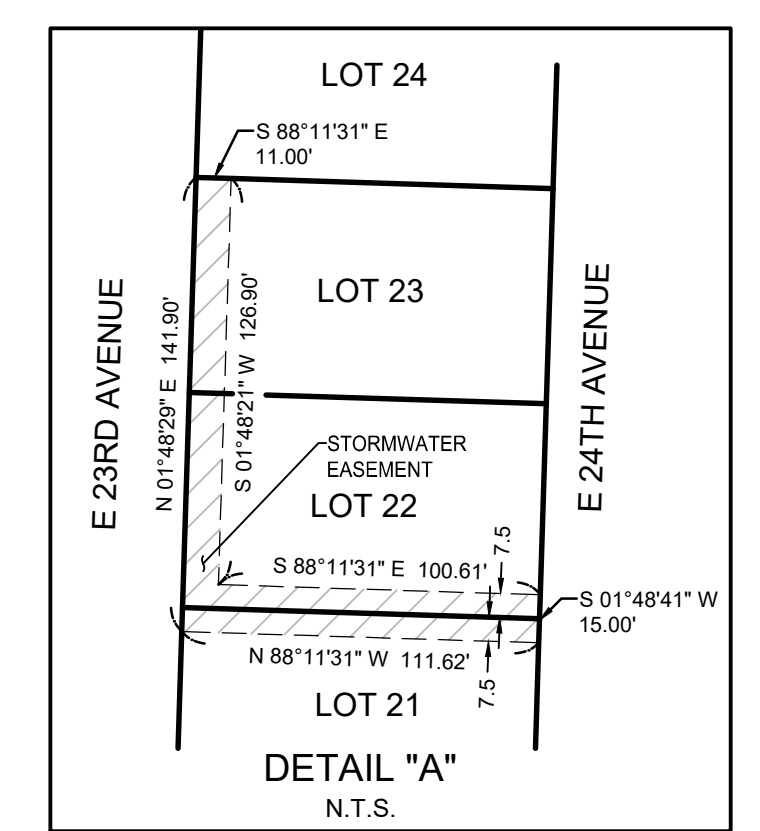 LOT 24
S 88°11'31" E
11.00'
E 23RD AVENUE
N 01°48'29" E 141.90'
S 01°48'21" W 126.90'
LOT 23
E 24TH AVENUE
STORMWATER
EASEMENT
LOT 22
7.5
S 88°11'31" E 100.61'
S 01°48'41" W
15.00'
N 88°11'31" W 111.62'
7.5
LOT 21
DETAIL "A"
N.T.S.